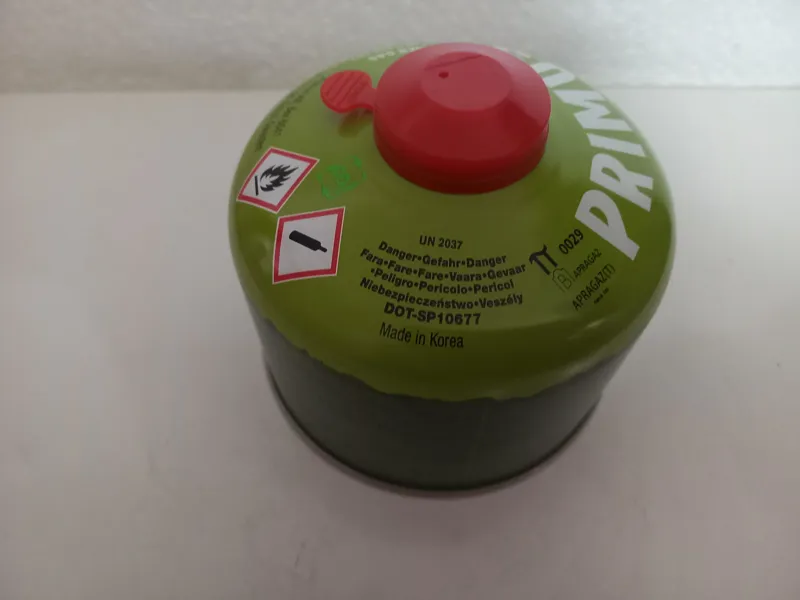 PRIMU
UN 2037
Danger•Gefahr•Danger
Fara•Fare•Fare•Vaara•Gevaar
•Peligro•Pericolo•Pericol
Niebezpieczeństwo•Veszély
DOT-SP10677
Made in Korea
0029
APRAGAZ
APRAGAZ(T)